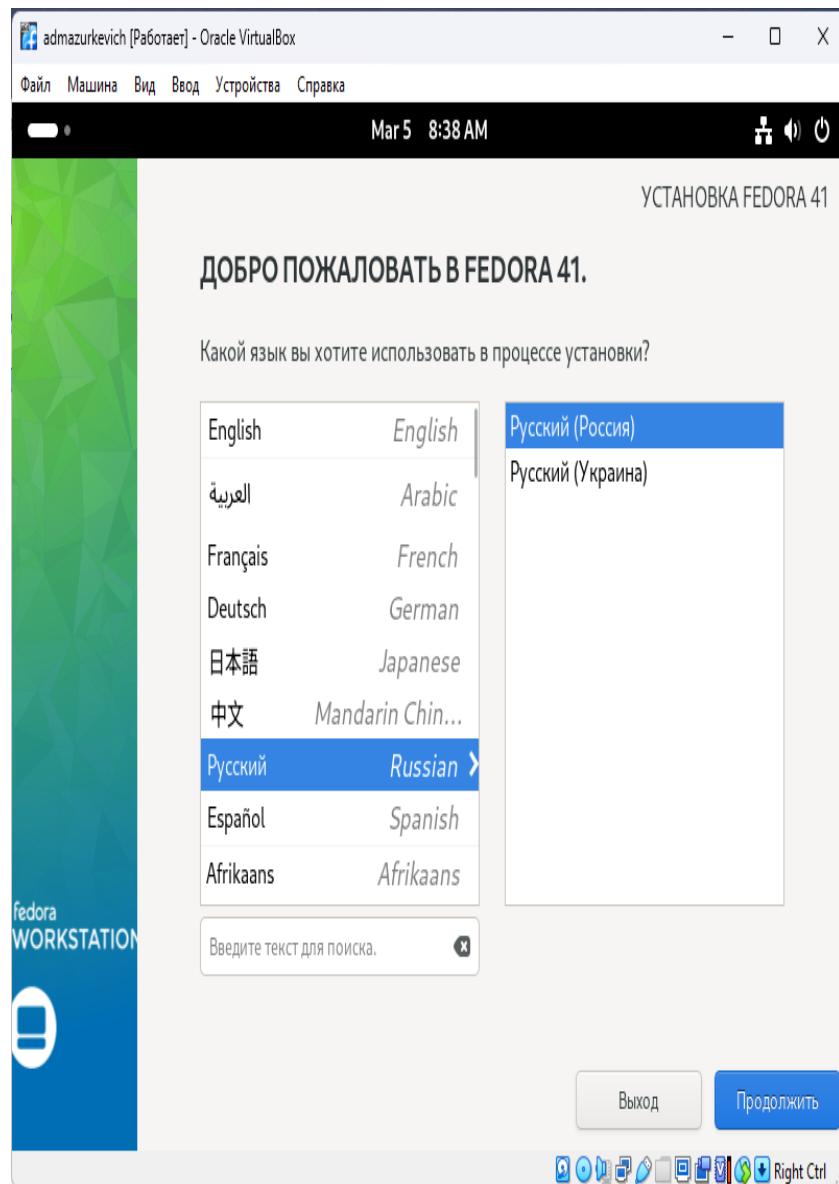 admazurkevich [Работает] - Oracle VirtualBox
Файл Машина Вид Ввод Устройства Справка
Mar 5 8:38 AM
УСТАНОВКА FEDORA 41
ДОБРО ПОЖАЛОВАТЬ В FEDORA 41.
Какой язык вы хотите использовать в процессе установки?
English English
العربية Arabic
Français French
Deutsch German
日本語 Japanese
中文 Mandarin Chin...
Русский Russian
Español Spanish
Afrikaans Afrikaans
Русский (Россия)
Русский (Украина)
Введите текст для поиска.
fedora
WORKSTATION
Выход Продолжить
Right Ctrl